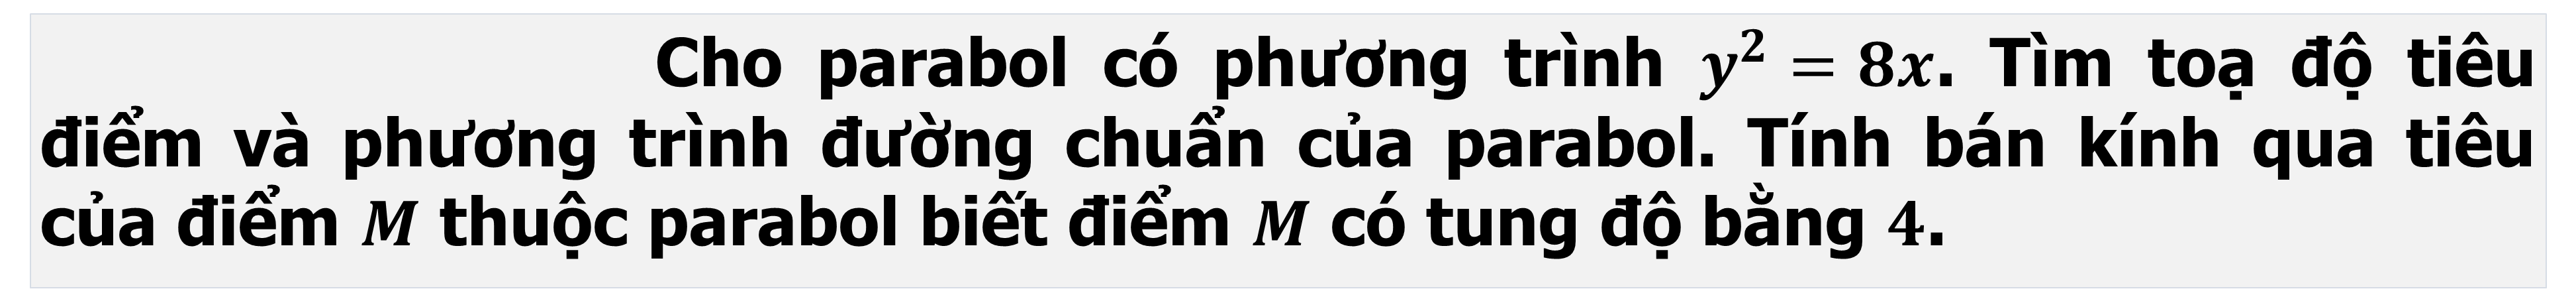 Cho parabol có phương trình y² = 8x. Tìm toạ độ tiêu
điểm và phương trình đường chuẩn của parabol. Tính bán kính qua tiêu
của điểm M thuộc parabol biết điểm M có tung độ bằng 4.